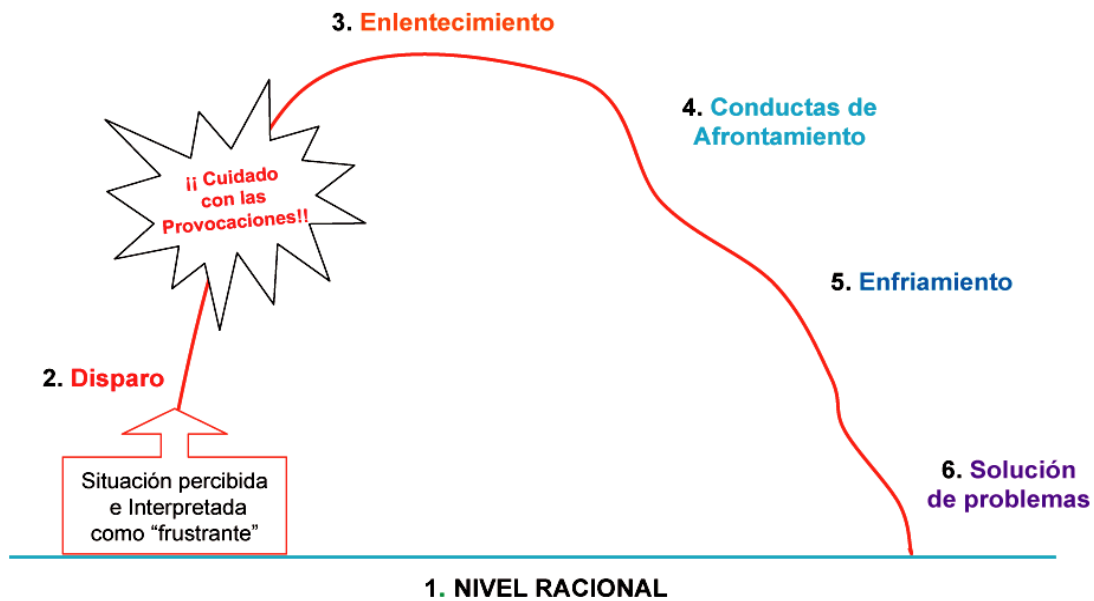 3. Enlentecimiento
4. Conductas de
Afrontamiento
¡¡ Cuidado
con las
Provocaciones!!
5. Enfriamiento
2. Disparo
Situación percibida
e Interpretada
como “frustrante”
6. Solución
de problemas
1. NIVEL RACIONAL